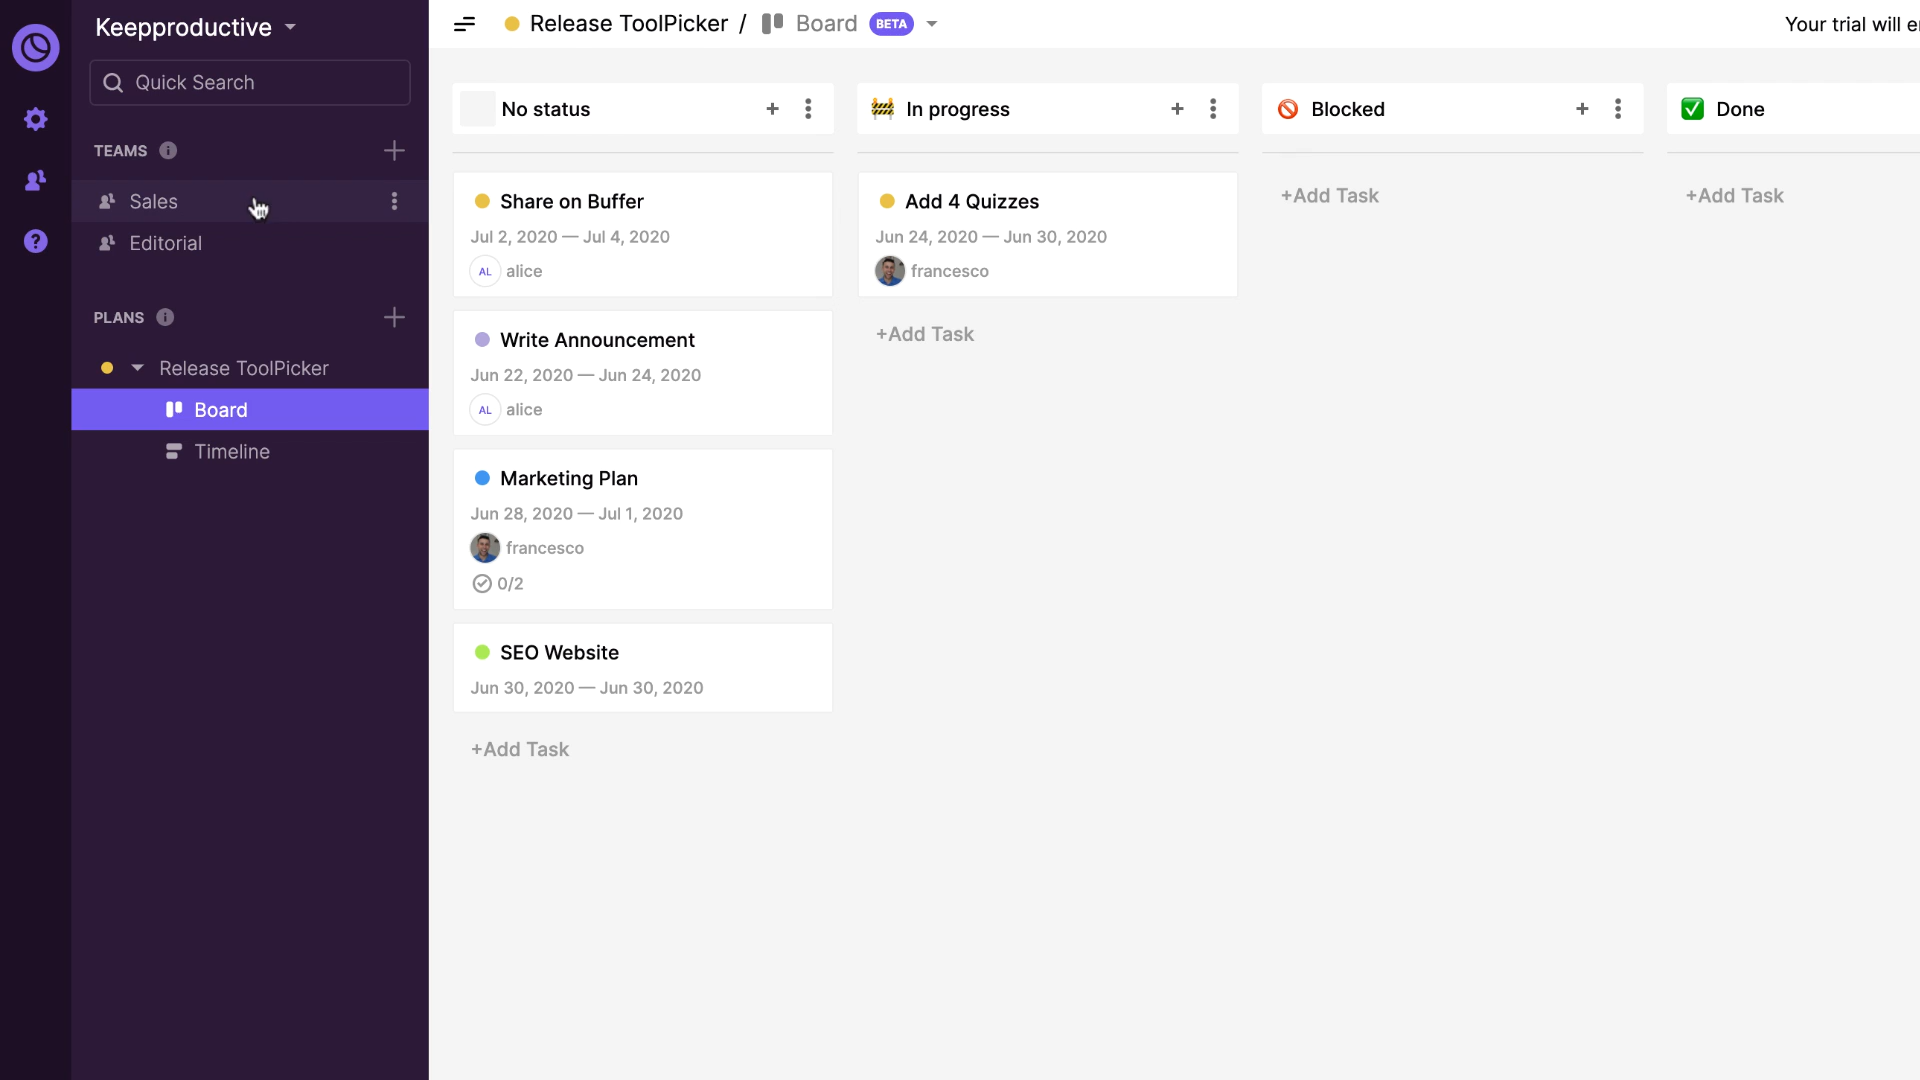 Keepproductive
Quick Search
TEAMS
Sales
Editorial
PLANS
Release ToolPicker
Board
Timeline
Release ToolPicker / Board BETA
Your trial will
No status
Share on Buffer
Jul 2, 2020 — Jul 4, 2020
AL alice
Write Announcement
Jun 22, 2020 — Jun 24, 2020
AL alice
Marketing Plan
Jun 28, 2020 — Jul 1, 2020
francesco
0/2
SEO Website
Jun 30, 2020 — Jun 30, 2020
+Add Task
In progress
Add 4 Quizzes
Jun 24, 2020 — Jun 30, 2020
francesco
+Add Task
Blocked
+Add Task
Done
+Add Task